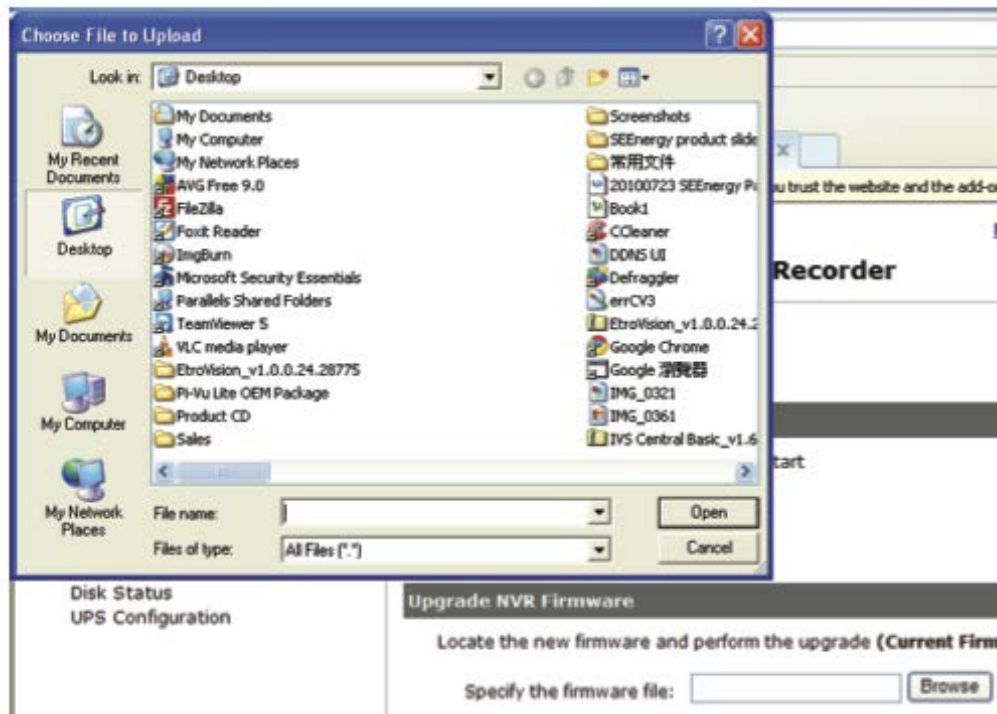 Choose File to Upload
Look in: Desktop
My Recent Documents
Desktop
My Documents
My Computer
My Network Places
My Documents
My Computer
My Network Places
AVG Free 9.0
FileZilla
Foxit Reader
ImgBurn
Microsoft Security Essentials
Parallels Shared Folders
TeamViewer 5
VLC media player
EtroVision_v1.0.0.24.28775
Pi-Vu Lite OEM Package
Product CD
Sales
Screenshots
SEEnergy product slide
常用文件
20100723 SEEnergy Pa
Book1
CCleaner
DDNS UI
Defraggler
errCV3
EtroVision_v1.0.0.24.2
Google Chrome
Google 瀏覽器
IMG_0321
IMG_0361
IVS Central Basic_v1.6
File name:
Open
Files of type: All Files (*.*)
Cancel
u trust the website and the add-o
Recorder
tart
Disk Status
UPS Configuration
Upgrade NVR Firmware
Locate the new firmware and perform the upgrade (Current Firm
Specify the firmware file:
Browse